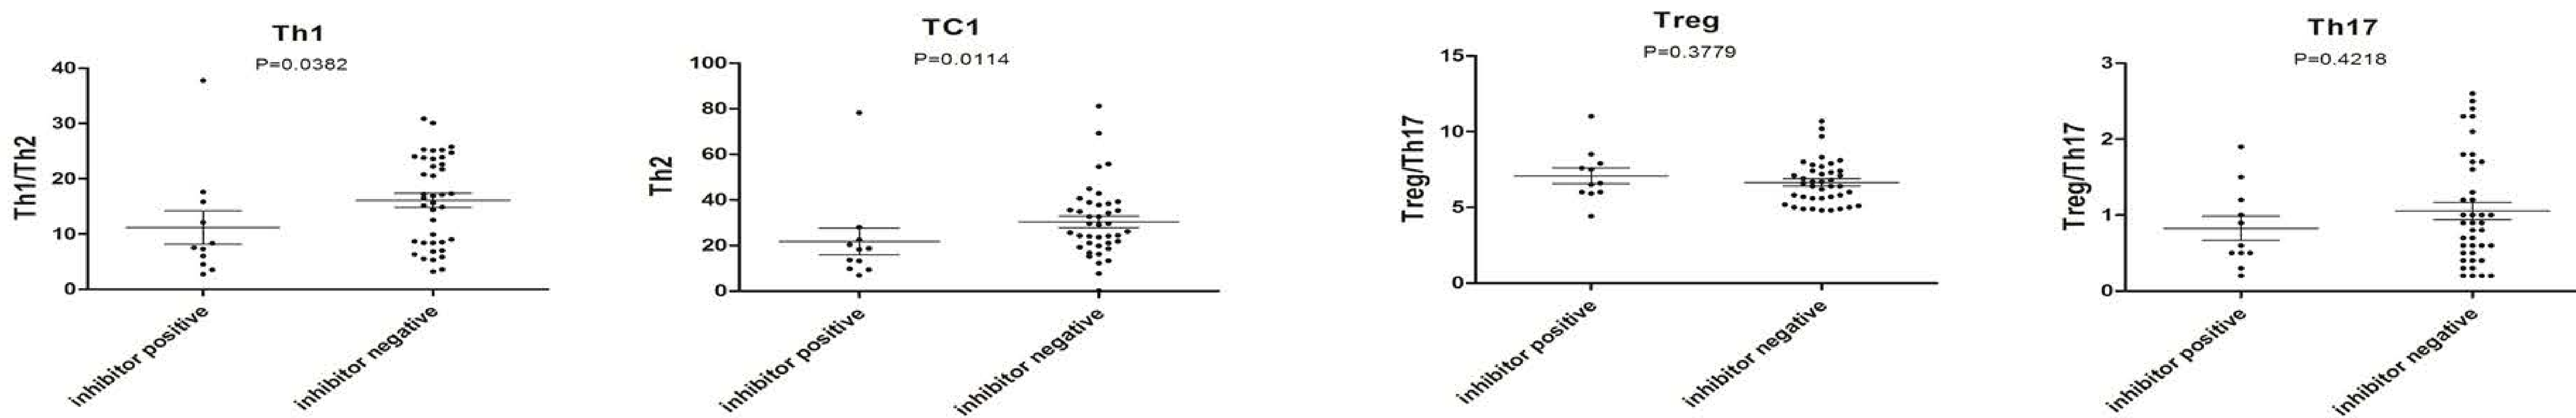 Th1
P=0.0382
Th1/Th2
40
30
20
10
0
inhibitor positive
inhibitor negative
TC1
P=0.0114
Th2
100
80
60
40
20
0
inhibitor positive
inhibitor negative
Treg
P=0.3779
Treg/Th17
15
10
5
0
inhibitor positive
inhibitor negative
Th17
P=0.4218
Treg/Th17
3
2
1
0
inhibitor positive
inhibitor negative